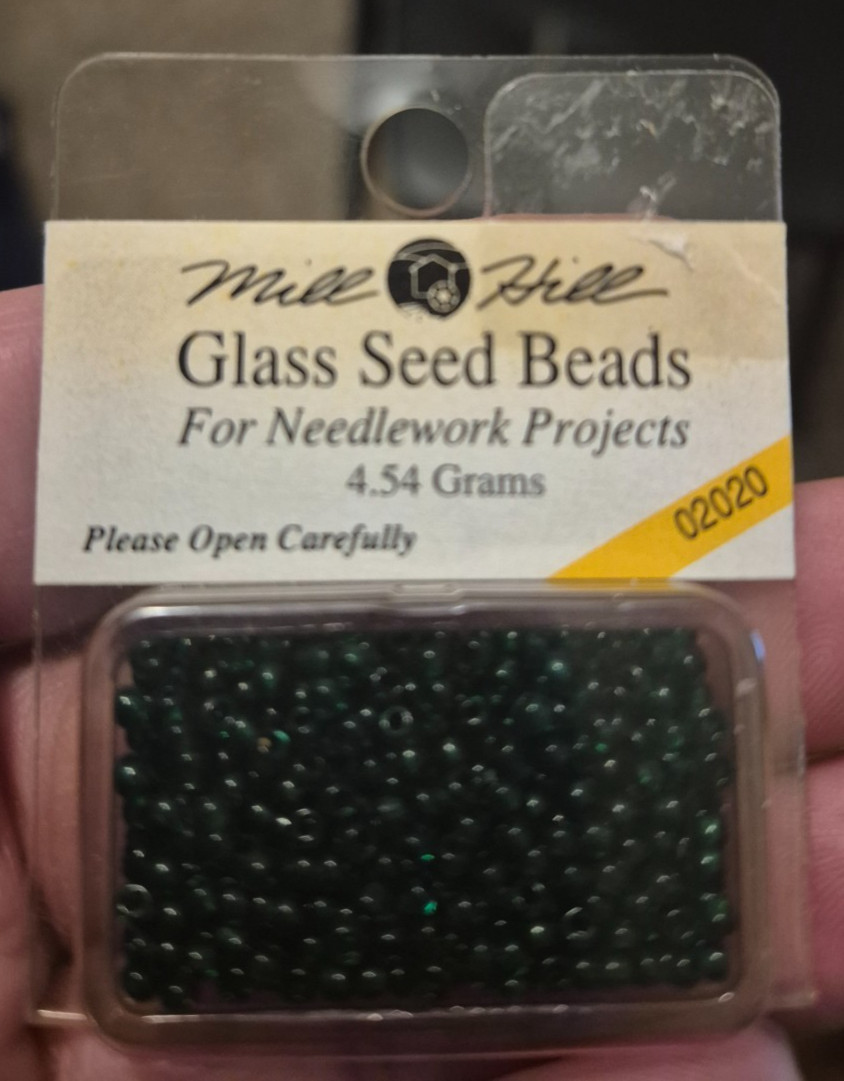 Mill Hill
Glass Seed Beads
For Needlework Projects
4.54 Grams
02020
Please Open Carefully